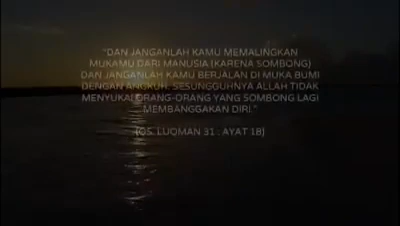 "DAN JANGANLAH KAMU MEMALINGKAN
MUKAMU DARI MANUSIA (KARENA SOMBONG)
DAN JANGANLAH KAMU BERJALAN DI MUKA BUMI
DENGAN ANGKUH. SESUNGGUHNYA ALLAH TIDAK
MENYUKAI ORANG-ORANG YANG SOMBONG LAGI
MEMBANGGAKAN DIRI."
(QS. LUQMAN 31 : AYAT 18)